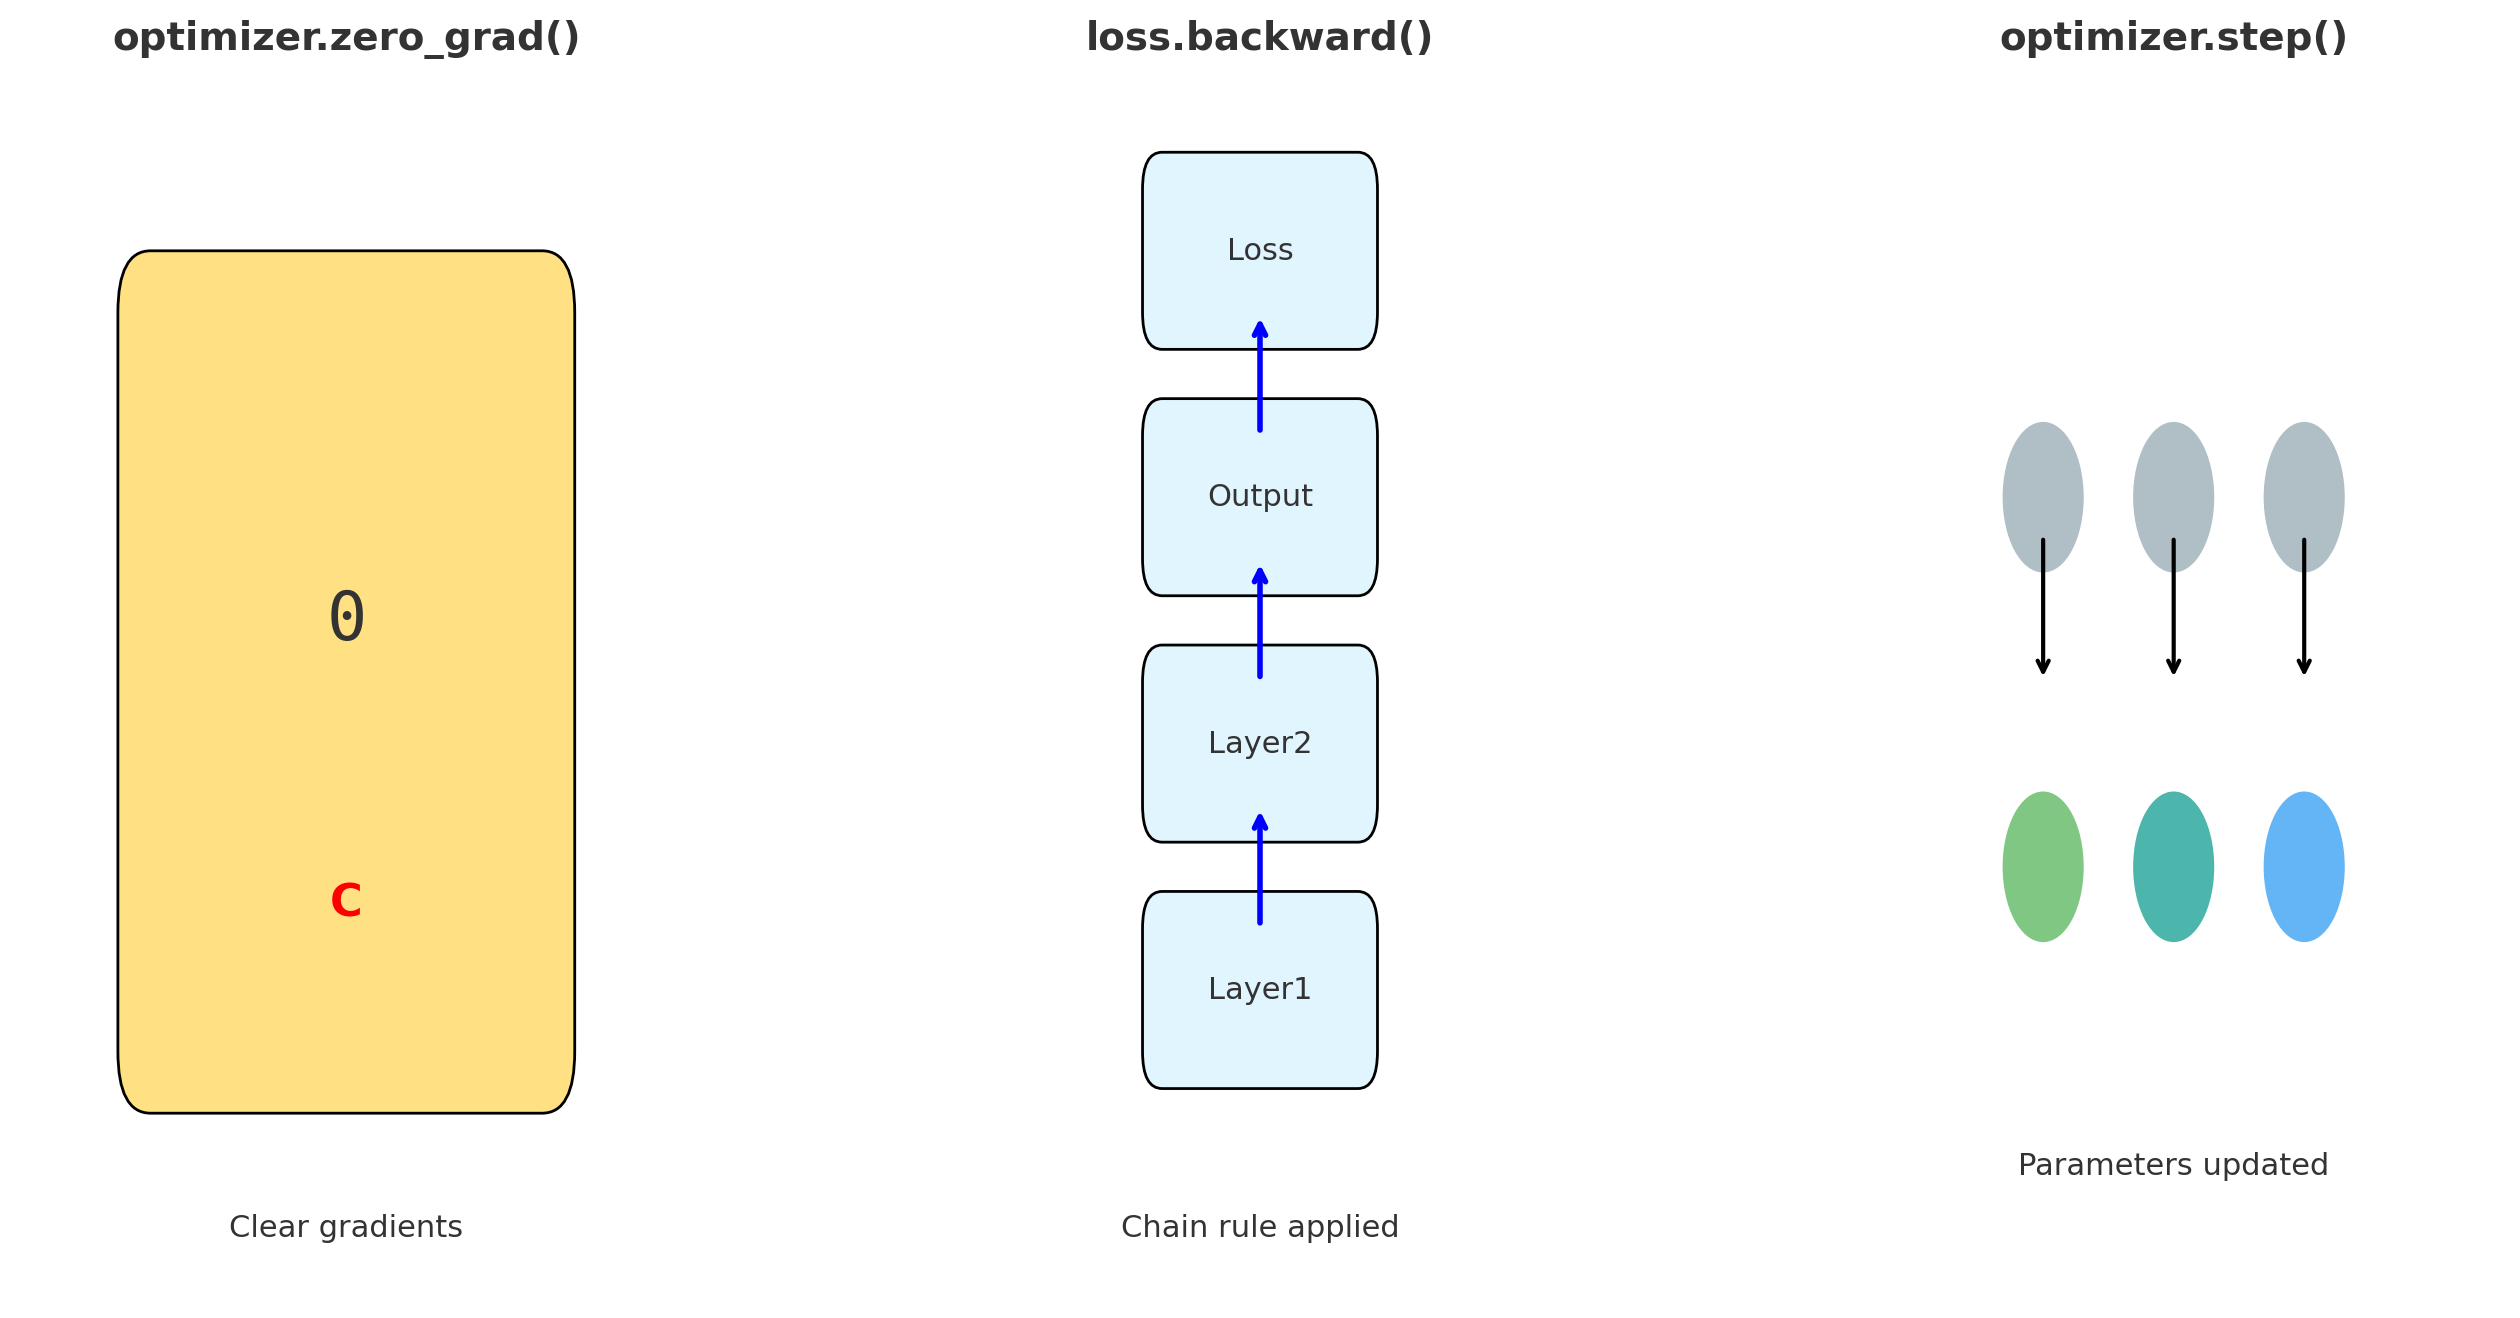 optimizer.zero_grad()
0
C
Clear gradients
loss.backward()
Loss
Output
Layer2
Layer1
Chain rule applied
optimizer.step()
Parameters updated